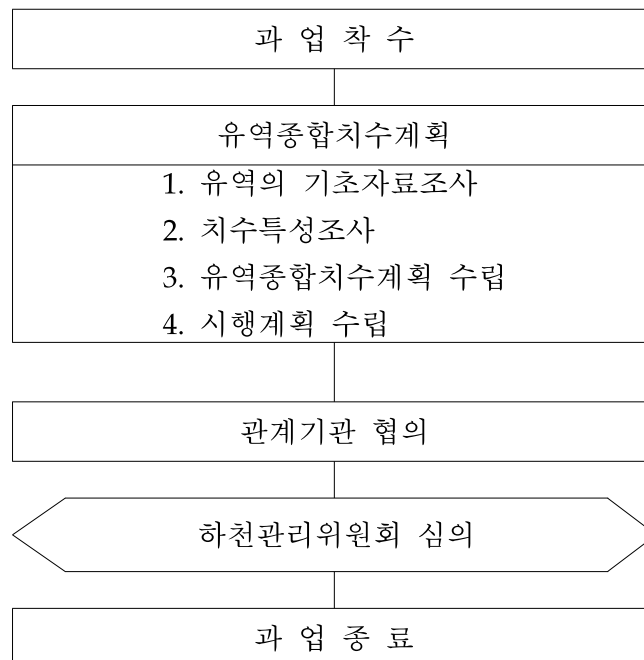 과 업 착 수
유역종합치수계획
1. 유역의 기초자료조사
2. 치수특성조사
3. 유역종합치수계획 수립
4. 시행계획 수립
관계기관 협의
하천관리위원회 심의
과 업 종 료